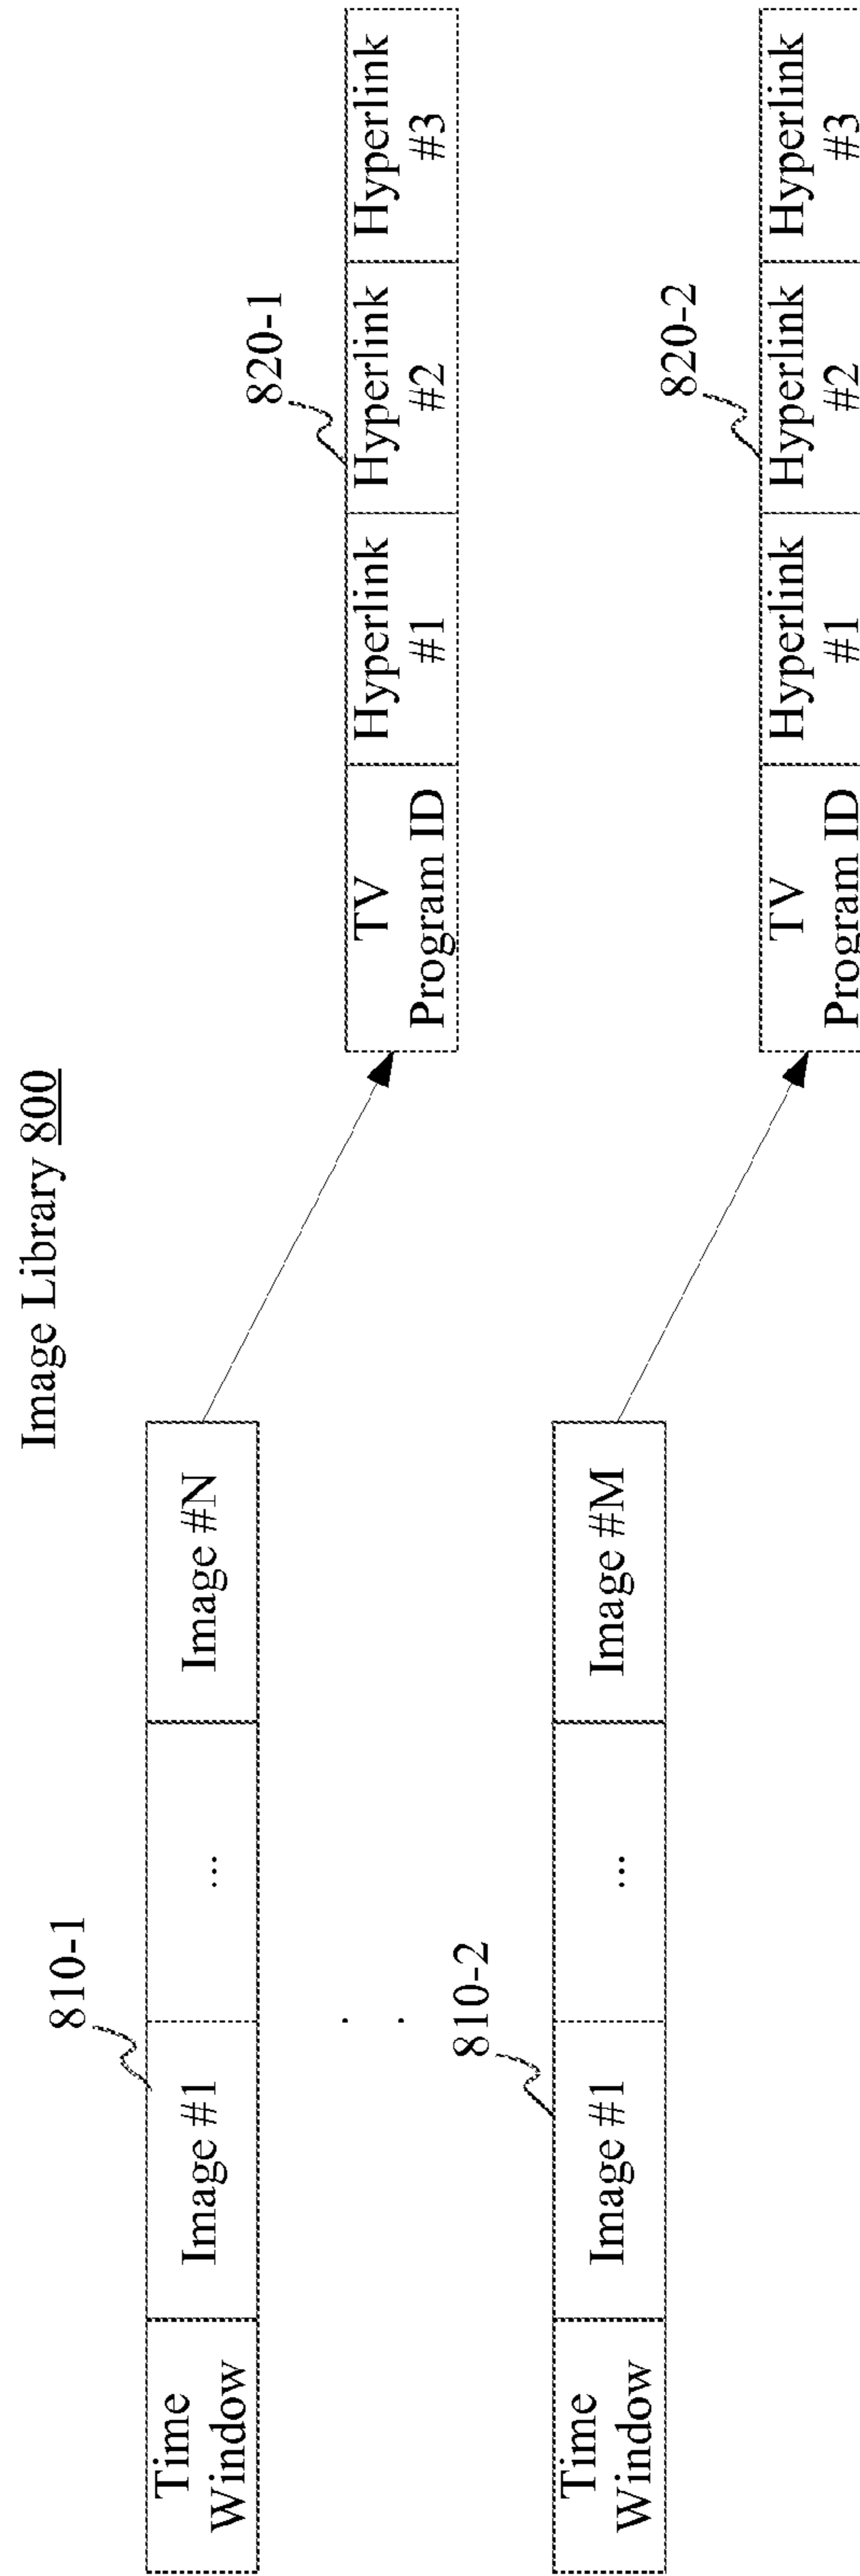 Image Library 800
810-1
Time
Window
Image #1
...
Image #N
820-1
TV
Program ID
Hyperlink
#1
Hyperlink
#2
Hyperlink
#3
810-2
Time
Window
Image #1
...
Image #M
820-2
TV
Program ID
Hyperlink
#1
Hyperlink
#2
Hyperlink
#3